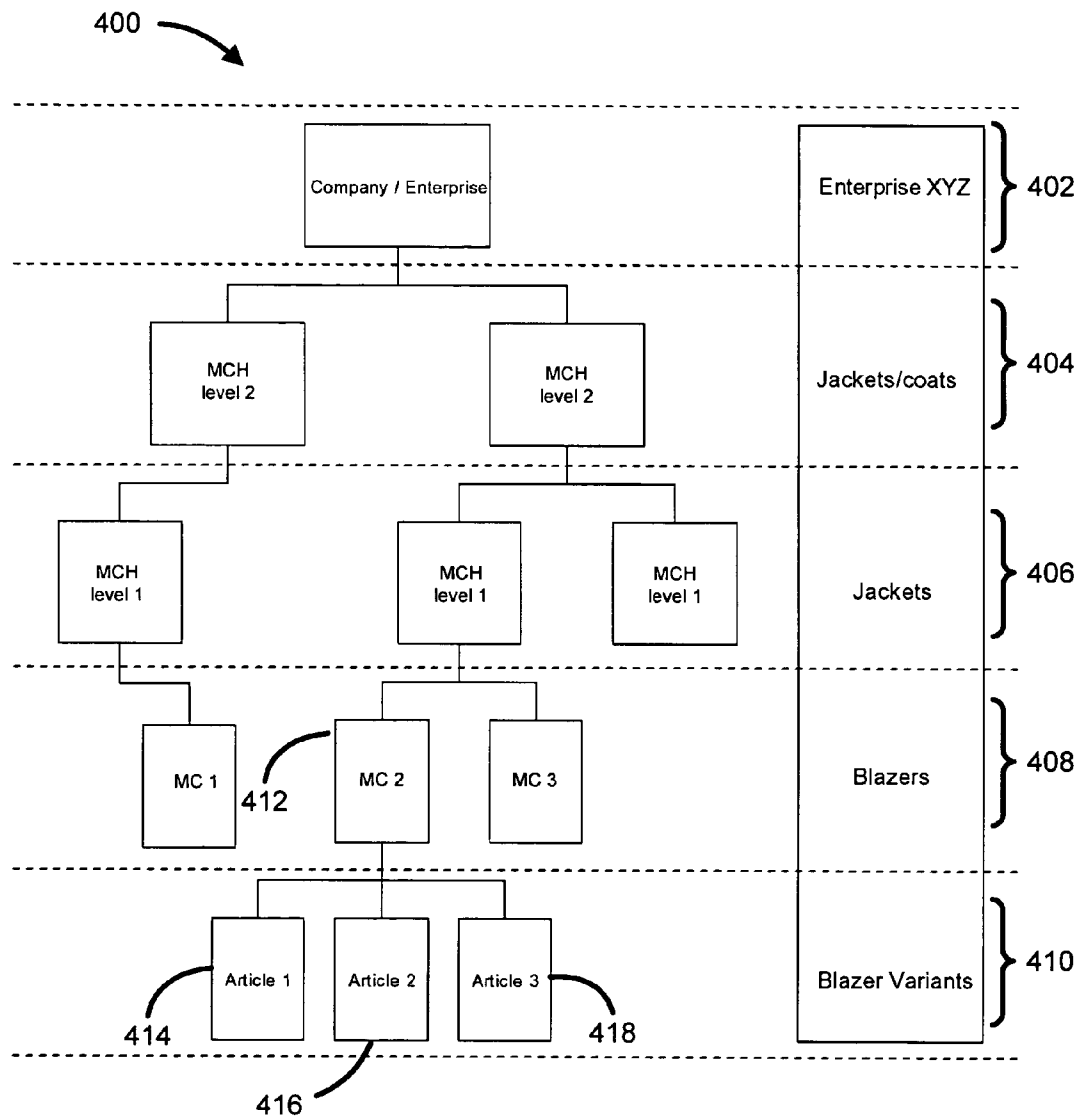 400
Company / Enterprise
Enterprise XYZ
402
MCH
level 2
MCH
level 2
Jackets/coats
404
MCH
level 1
MCH
level 1
MCH
level 1
Jackets
406
MC 1
412
MC 2
MC 3
Blazers
408
Article 1
Article 2
Article 3
Blazer Variants
410
414
416
418